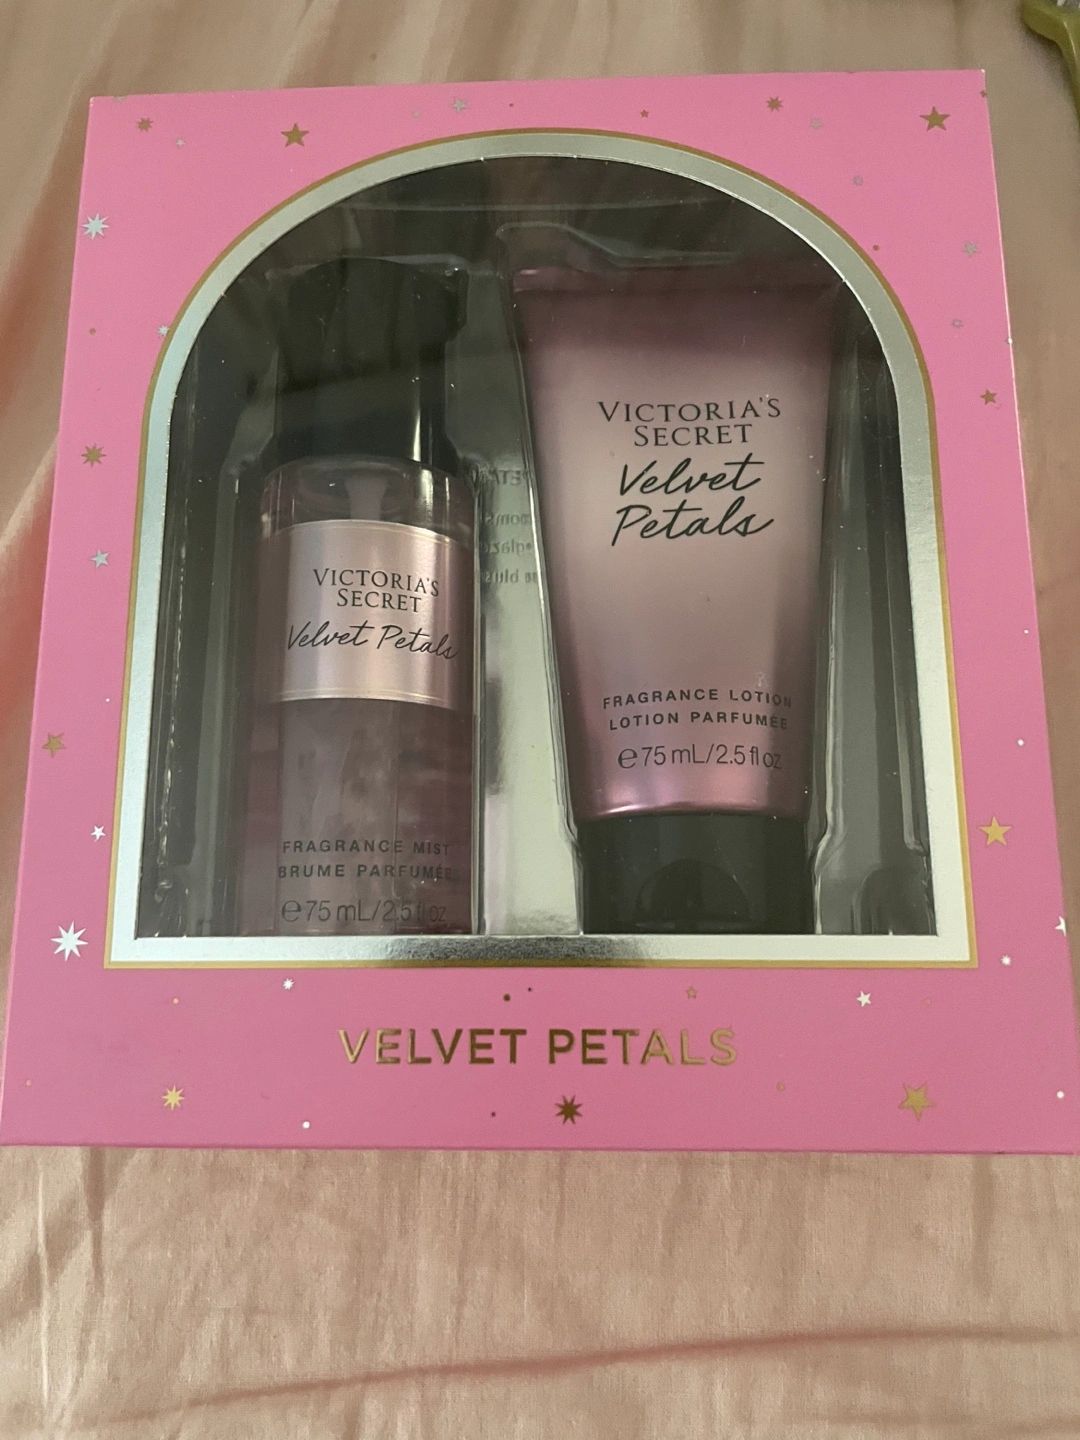 VICTORIA'S
SECRET
Velvet Petals
FRAGRANCE MIST
BRUME PARFUMÉE
℮75 mL/2.5 fl oz
VICTORIA'S
SECRET
Velvet
Petals
FRAGRANCE LOTION
LOTION PARFUMÉE
℮75 mL/2.5 fl oz
VELVET PETALS